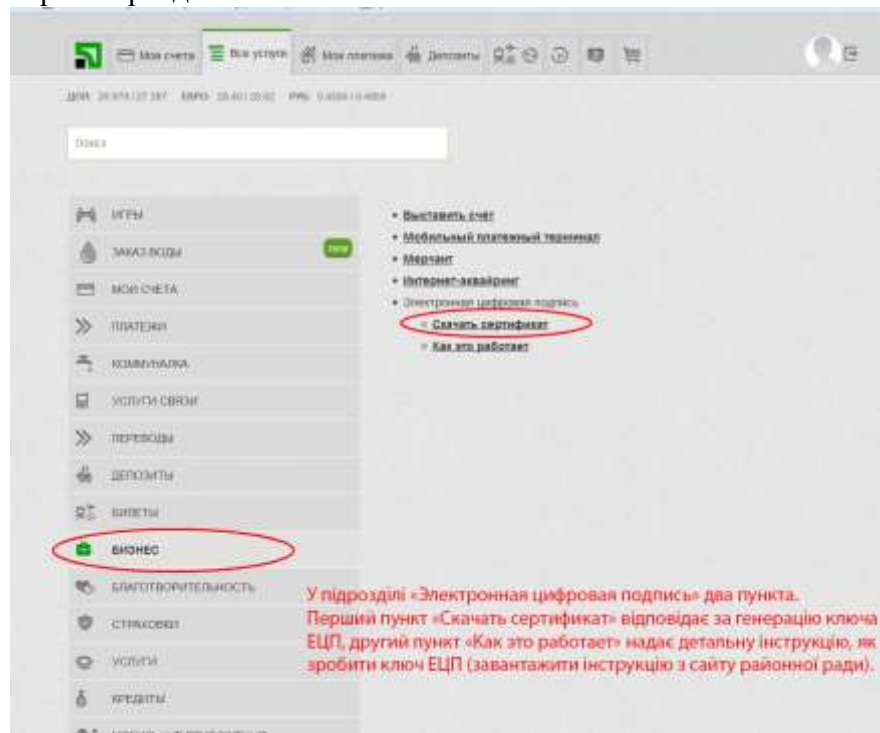 Мои счета Все услуги Мои платежи Депозиты
Поиск
ИГРЫ
ЗАКАЗ ВОДЫ new
МОИ СЧЕТА
ПЛАТЕЖИ
КОММУНАЛКА
УСЛУГИ СВЯЗИ
ПЕРЕВОДЫ
ДЕПОЗИТЫ
БИЛЕТЫ
БИЗНЕС
БЛАГОТВОРИТЕЛЬНОСТЬ
СТРАХОВКИ
УСЛУГИ
КРЕДИТЫ
Выставить счёт
Мобильный платежный терминал
Мерчант
Интернет-эквайринг
Электронная цифровая подпись
Скачать сертификат
Как это работает
У підрозділі «Электронная цифровая подпись» два пункта.
Перший пункт «Скачать сертификат» відповідає за генерацію ключа
ЕЦП, другий пункт «Как это работает» надає детальну інструкцію, як
зробити ключ ЕЦП (завантажити інструкцію з сайту районної ради).